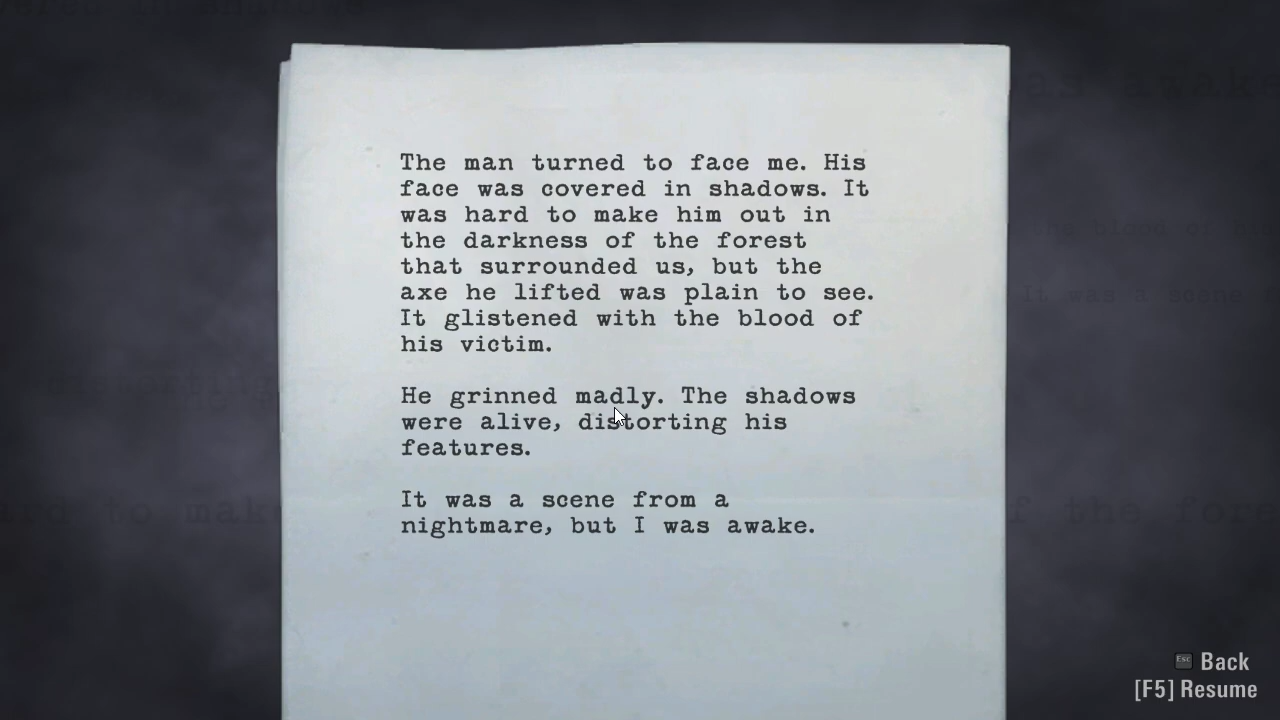 The man turned to face me. His
face was covered in shadows. It
was hard to make him out in
the darkness of the forest
that surrounded us, but the
axe he lifted was plain to see.
It glistened with the blood of
his victim.
He grinned madly. The shadows
were alive, distorting his
features.
It was a scene from a
nightmare, but I was awake.
Esc Back
[F5] Resume